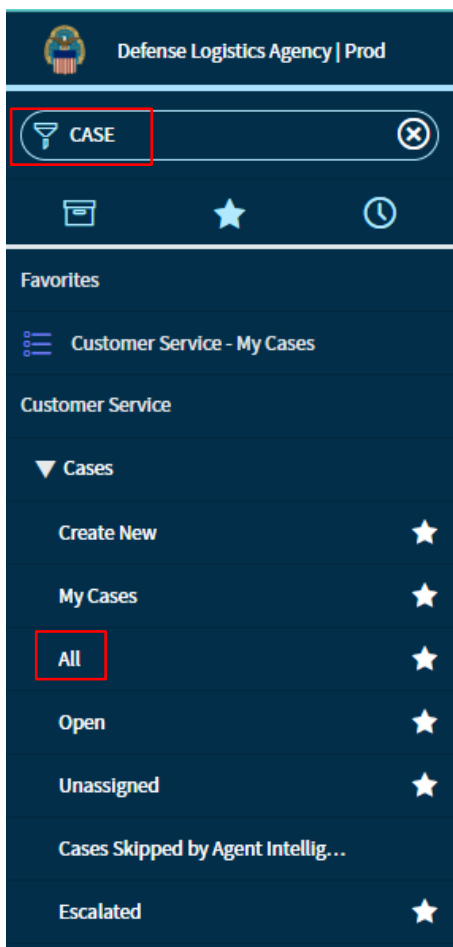 Defense Logistics Agency | Prod
CASE
Favorites
Customer Service - My Cases
Customer Service
Cases
Create New
My Cases
All
Open
Unassigned
Cases Skipped by Agent Intellig...
Escalated